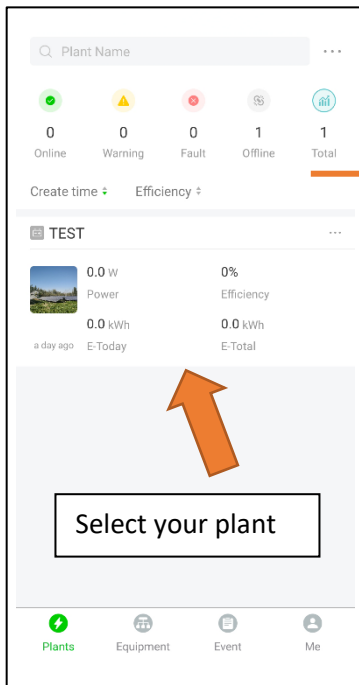 Plant Name
0 0 0 1 1
Online Warning Fault Offline Total
Create time Efficiency
TEST
0.0 W 0%
Power Efficiency
0.0 kWh 0.0 kWh
a day ago E-Today E-Total
Select your plant
Plants Equipment Event Me